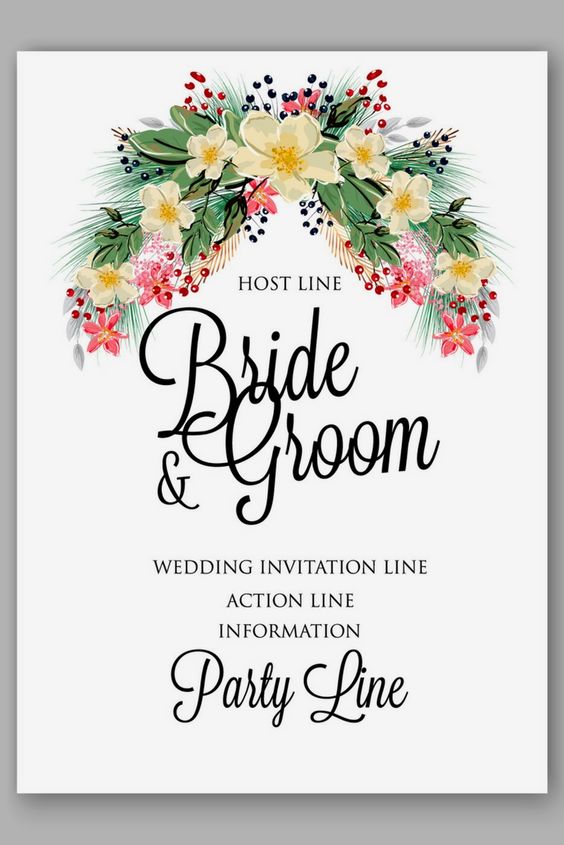 HOST LINE
Bride
& Groom
WEDDING INVITATION LINE
ACTION LINE
INFORMATION
Party Line